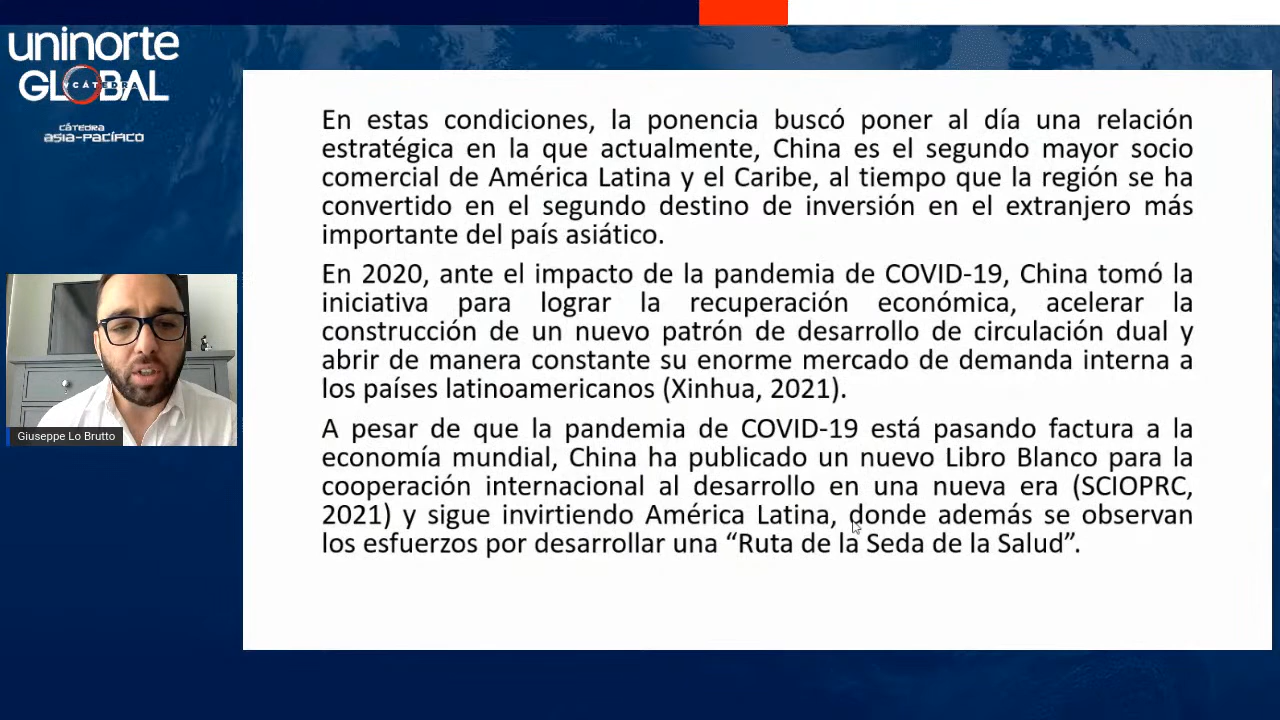 uninorte
GLOBAL
CÁTEDRA
CÁTEDRA
ASIA-PACÍFICO
En estas condiciones, la ponencia buscó poner al día una relación
estratégica en la que actualmente, China es el segundo mayor socio
comercial de América Latina y el Caribe, al tiempo que la región se ha
convertido en el segundo destino de inversión en el extranjero más
importante del país asiático.
En 2020, ante el impacto de la pandemia de COVID-19, China tomó la
iniciativa para lograr la recuperación económica, acelerar la
construcción de un nuevo patrón de desarrollo de circulación dual y
abrir de manera constante su enorme mercado de demanda interna a
los países latinoamericanos (Xinhua, 2021).
A pesar de que la pandemia de COVID-19 está pasando factura a la
economía mundial, China ha publicado un nuevo Libro Blanco para la
cooperación internacional al desarrollo en una nueva era (SCIOPRC,
2021) y sigue invirtiendo América Latina, donde además se observan
los esfuerzos por desarrollar una “Ruta de la Seda de la Salud”.
Giuseppe Lo Brutto